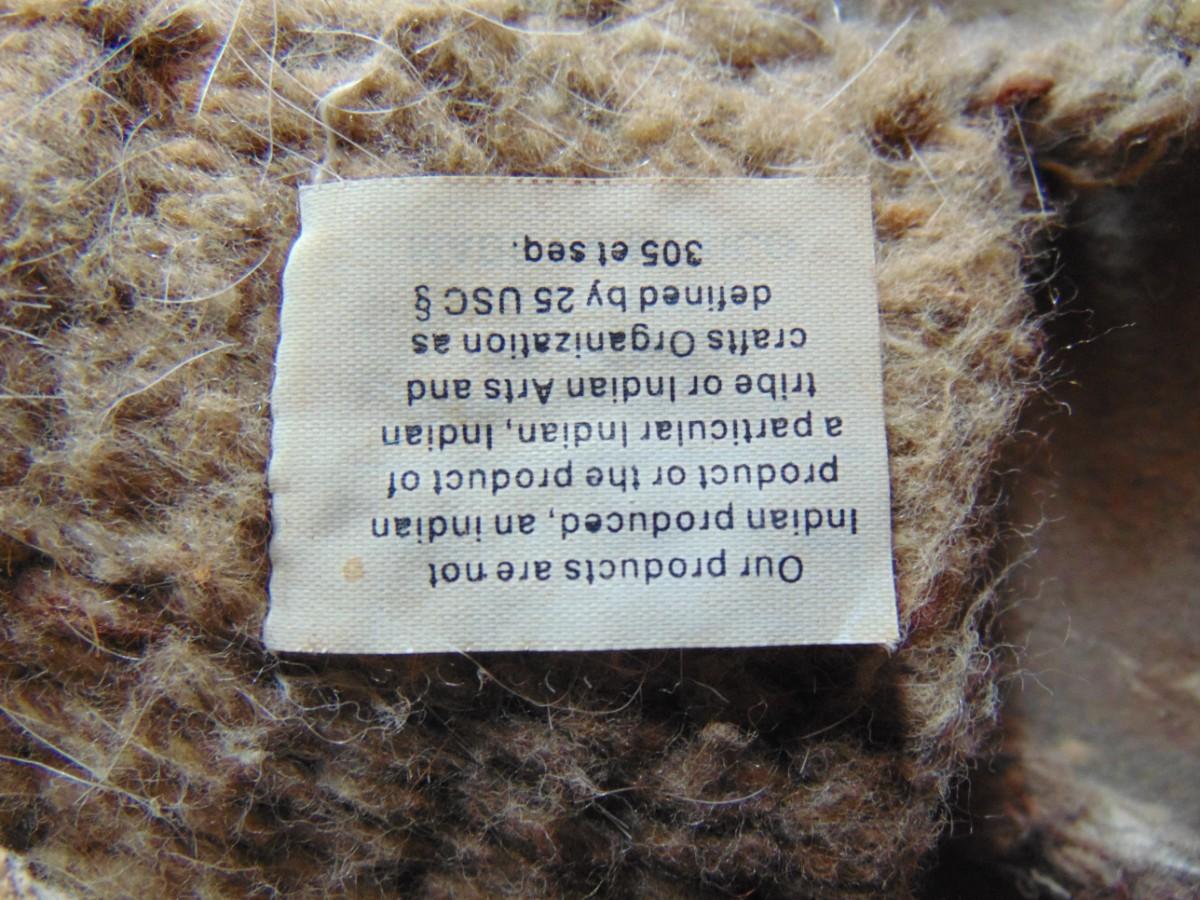 Our products are not
Indian produced, an indian
product or the product of
a particular Indian, Indian
tribe or Indian Arts and
crafts Organization as
defined by 25 USC §
305 et seq.